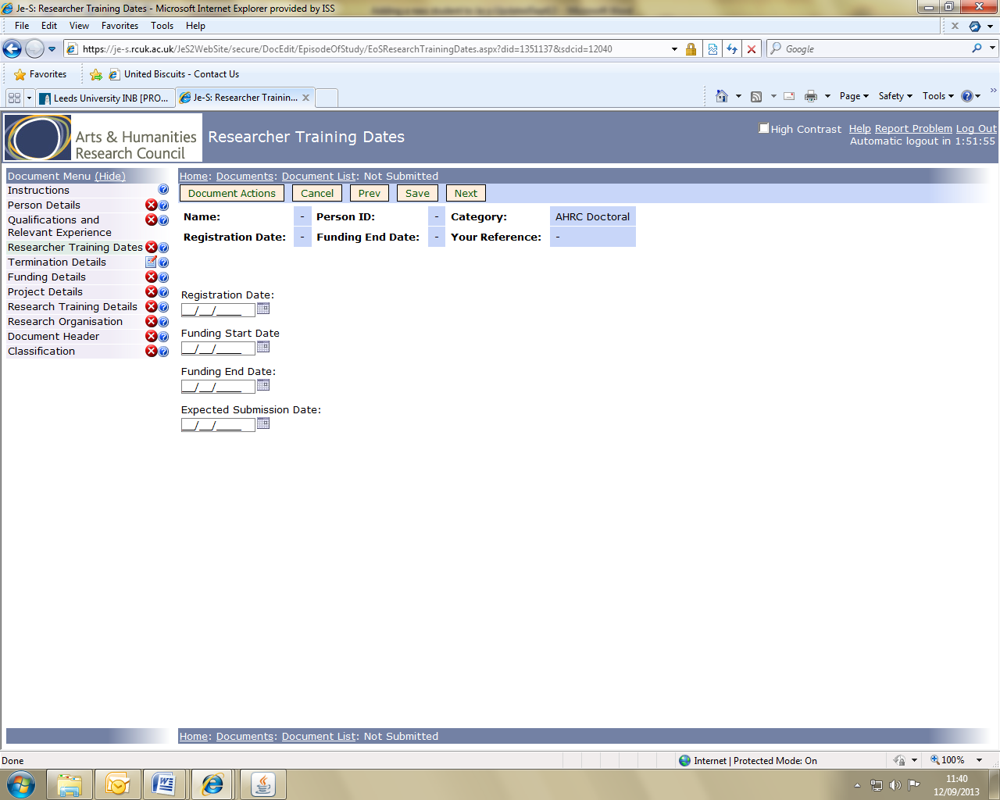 Je-S: Researcher Training Dates - Microsoft Internet Explorer provided by ISS
File Edit View Favorites Tools Help
https://je-s.rcuk.ac.uk/JeS2WebSite/secure/DocEdit/EpisodeOfStudy/EoSResearchTrainingDates.aspx?did=1351137&sdcid=12040
Google
Favorites United Biscuits - Contact Us
Leeds University INB [PRO... Je-S: Researcher Trainin... Page Safety Tools
Arts & Humanities
Research Council
Researcher Training Dates
High Contrast Help Report Problem Log Out
Automatic logout in 1:51:55
Document Menu (Hide)
Instructions
Person Details
Qualifications and
Relevant Experience
Researcher Training Dates
Termination Details
Funding Details
Project Details
Research Training Details
Research Organisation
Document Header
Classification
Home: Documents: Document List: Not Submitted
Document Actions Cancel Prev Save Next
Name: - Person ID: - Category: AHRC Doctoral
Registration Date: - Funding End Date: - Your Reference: -
Registration Date:
__/__/____
Funding Start Date
__/__/____
Funding End Date:
__/__/____
Expected Submission Date:
__/__/____
Home: Documents: Document List: Not Submitted
Done Internet | Protected Mode: On 100%
11:40
12/09/2013